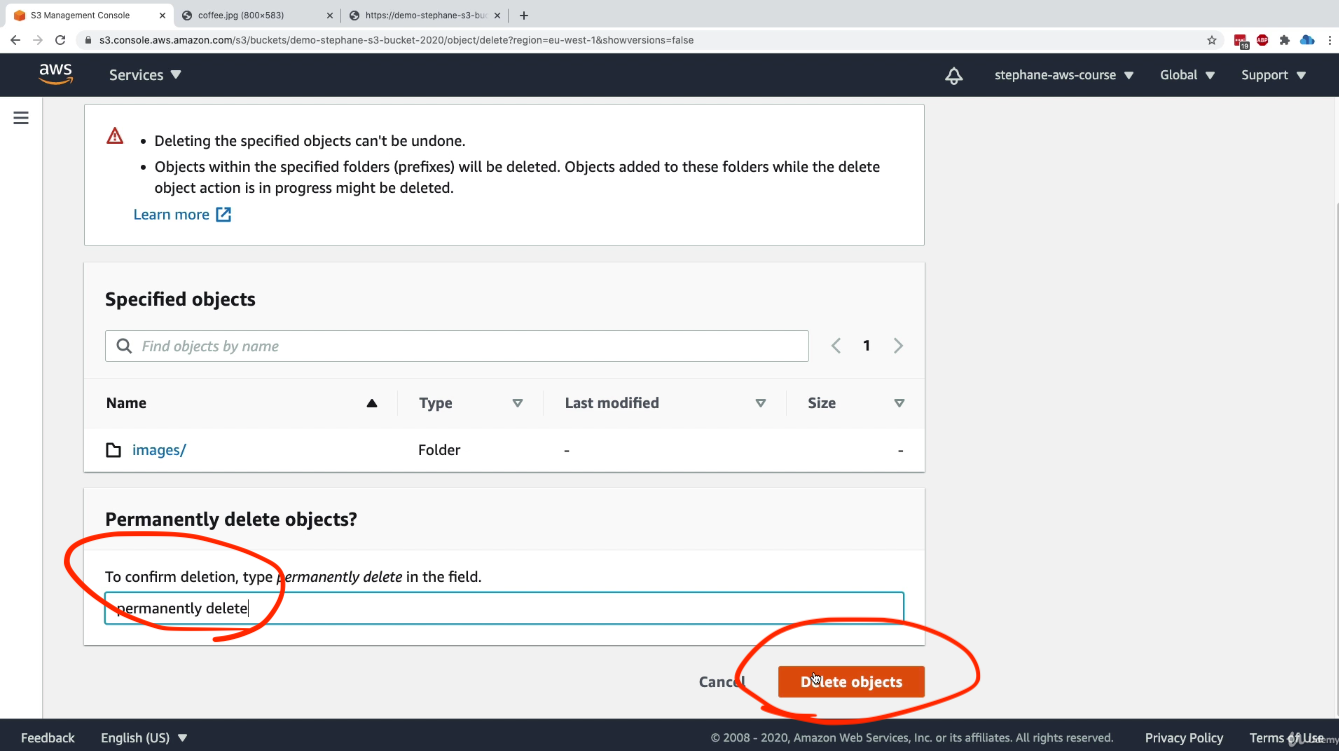 S3 Management Console
coffee.jpg (800×583)
https://demo-stephane-s3-buc
s3.console.aws.amazon.com/s3/buckets/demo-stephane-s3-bucket-2020/object/delete?region=eu-west-1&showversions=false
19
ABP
aws
Services
stephane-aws-course
Global
Support
• Deleting the specified objects can't be undone.
• Objects within the specified folders (prefixes) will be deleted. Objects added to these folders while the delete
object action is in progress might be deleted.
Learn more
Specified objects
Find objects by name
1
Name
Type
Last modified
Size
images/
Folder
-
-
Permanently delete objects?
To confirm deletion, type permanently delete in the field.
permanently delete
Cancel
Delete objects
Feedback
English (US)
© 2008 - 2020, Amazon Web Services, Inc. or its affiliates. All rights reserved.
Privacy Policy
Terms of Use